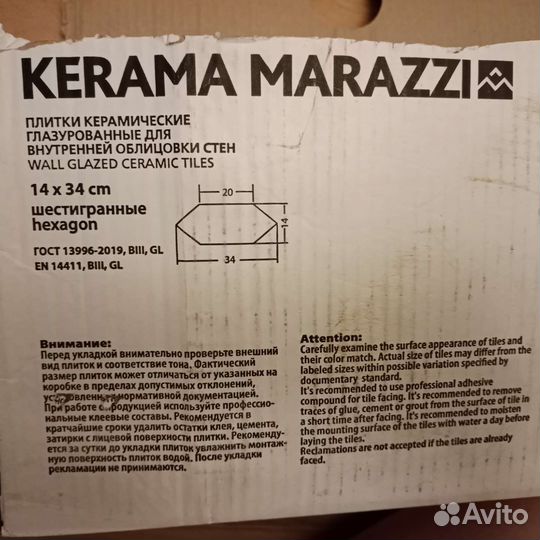 KERAMA MARAZZI
ПЛИТКИ КЕРАМИЧЕСКИЕ
ГЛАЗУРОВАННЫЕ ДЛЯ
ВНУТРЕННЕЙ ОБЛИЦОВКИ СТЕН
WALL GLAZED CERAMIC TILES
14 x 34 cm
шестигранные
hexagon
ГОСТ 13996-2019, BIII, GL
EN 14411, BIII, GL
20
14
34
Внимание:
Перед укладкой внимательно проверьте внешний
вид плиток и соответствие тона. Фактический
размер плиток может отличаться от указанных на
коробке в пределах допустимых отклонений,
установленных нормативной документацией.
При работе с продукцией используйте профессио-
нальные клеевые составы. Рекомендуется в
кратчайшие сроки удалить остатки клея, цемента,
затирки с лицевой поверхности плитки. Рекоменду-
ется за сутки до укладки плиток увлажнить монтаж-
ную поверхность плиток водой. После укладки
рекламации не принимаются.
Attention:
Carefully examine the surface appearance of tiles and
their color match. Actual size of tiles may differ from the
labeled sizes within possible variation specified by
documentary standard.
It's recommended to use professional adhesive
compound for tile facing. It's recommended to remove
traces of glue, cement or grout from the surface of tile in
a short time after facing. It's recommended to moisten
the mounting surface of the tiles with water a day before
laying the tiles.
Reclamations are not accepted if the tiles are already
faced.
Avito